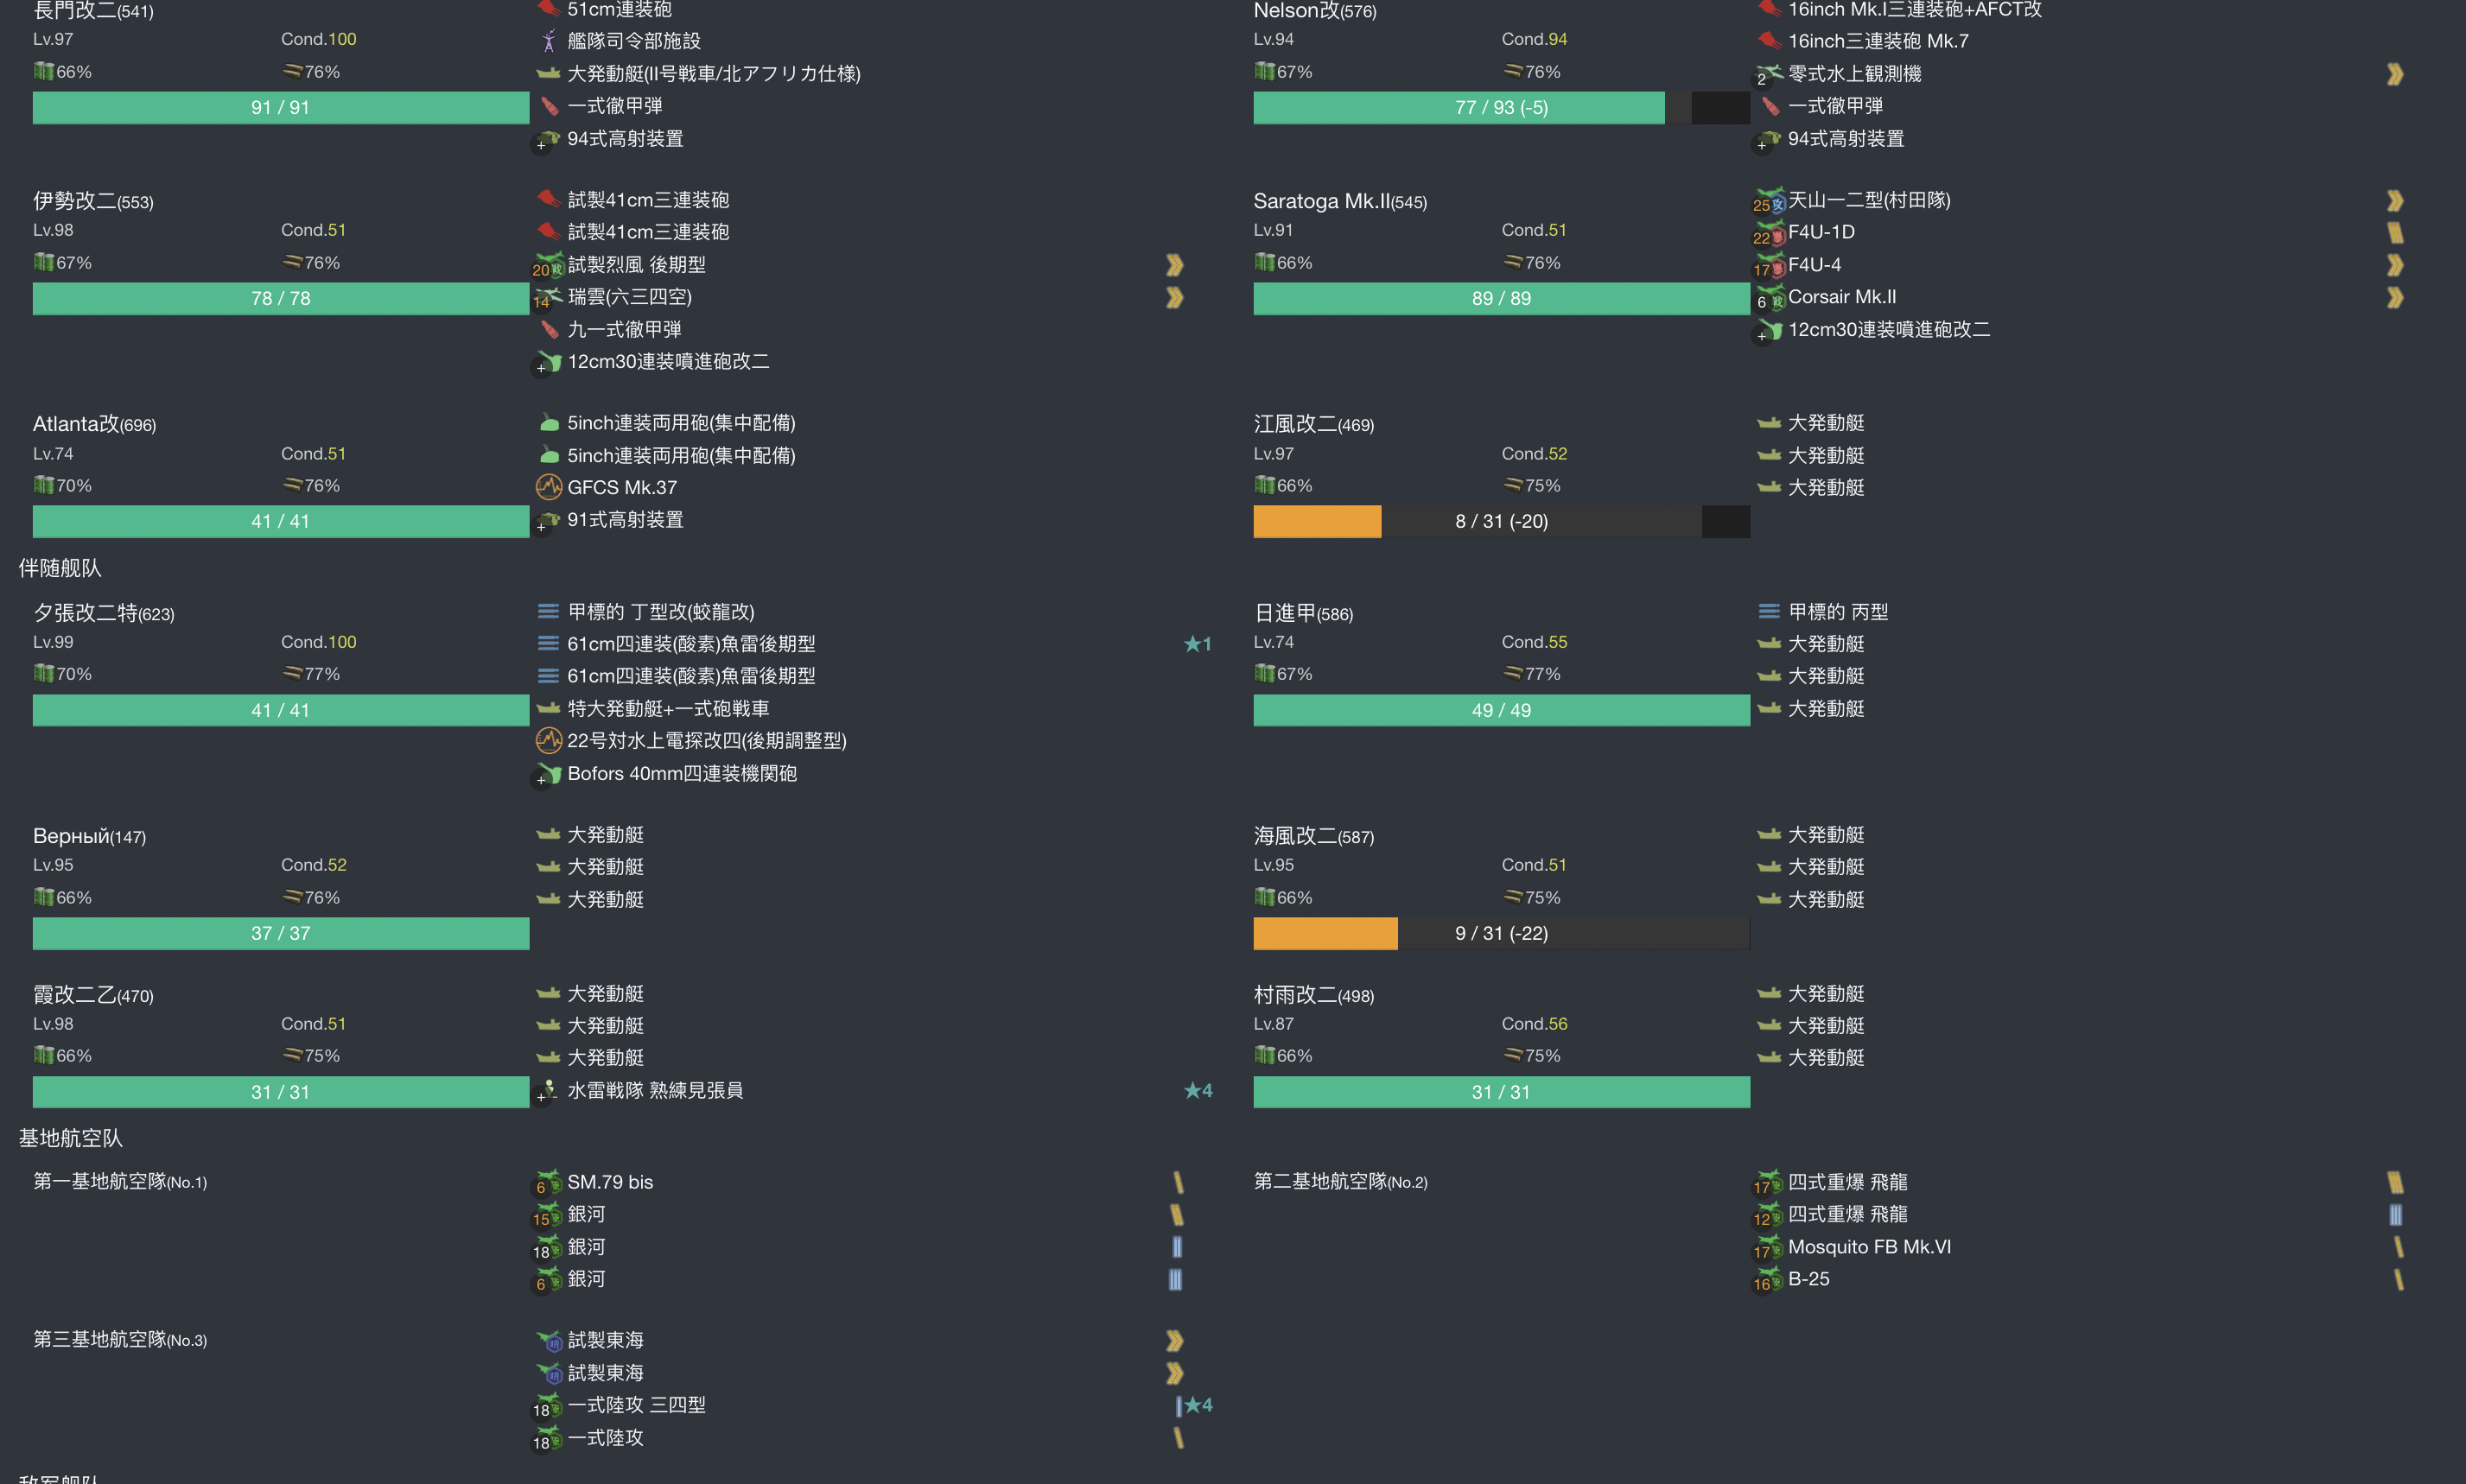 長門改二(541)
Lv.97 Cond.100
66% 76%
91 / 91
51cm連装砲
艦隊司令部施設
大発動艇(II号戦車/北アフリカ仕様)
一式徹甲弾
+ 94式高射装置
Nelson改(576)
Lv.94 Cond.94
67% 76%
77 / 93 (-5)
16inch Mk.I三連装砲+AFCT改
16inch三連装砲 Mk.7
2 零式水上観測機
一式徹甲弾
+ 94式高射装置
伊勢改二(553)
Lv.98 Cond.51
67% 76%
78 / 78
試製41cm三連装砲
試製41cm三連装砲
20 試製烈風 後期型
14 瑞雲(六三四空)
九一式徹甲弾
+ 12cm30連装噴進砲改二
Saratoga Mk.II(545)
Lv.91 Cond.51
66% 76%
89 / 89
25 天山一二型(村田隊)
22 F4U-1D
17 F4U-4
6 Corsair Mk.II
+ 12cm30連装噴進砲改二
Atlanta改(696)
Lv.74 Cond.51
70% 76%
41 / 41
5inch連装両用砲(集中配備)
5inch連装両用砲(集中配備)
GFCS Mk.37
+ 91式高射装置
江風改二(469)
Lv.97 Cond.52
66% 75%
8 / 31 (-20)
大発動艇
大発動艇
大発動艇
伴随舰队
夕張改二特(623)
Lv.99 Cond.100
70% 77%
41 / 41
甲標的 丁型改(蛟龍改)
61cm四連装(酸素)魚雷後期型 ★1
61cm四連装(酸素)魚雷後期型
特大発動艇+一式砲戦車
22号対水上電探改四(後期調整型)
+ Bofors 40mm四連装機関砲
日進甲(586)
Lv.74 Cond.55
67% 77%
49 / 49
甲標的 丙型
大発動艇
大発動艇
大発動艇
Верный(147)
Lv.95 Cond.52
66% 76%
37 / 37
大発動艇
大発動艇
大発動艇
海風改二(587)
Lv.95 Cond.51
66% 75%
9 / 31 (-22)
大発動艇
大発動艇
大発動艇
霞改二乙(470)
Lv.98 Cond.51
66% 75%
31 / 31
大発動艇
大発動艇
大発動艇
+ 水雷戦隊 熟練見張員 ★4
村雨改二(498)
Lv.87 Cond.56
66% 75%
31 / 31
大発動艇
大発動艇
大発動艇
基地航空队
第一基地航空隊(No.1)
6 SM.79 bis
15 銀河
18 銀河
6 銀河
第二基地航空隊(No.2)
17 四式重爆 飛龍
12 四式重爆 飛龍
17 Mosquito FB Mk.VI
16 B-25
第三基地航空隊(No.3)
試製東海
試製東海
18 一式陸攻 三四型 ★4
18 一式陸攻